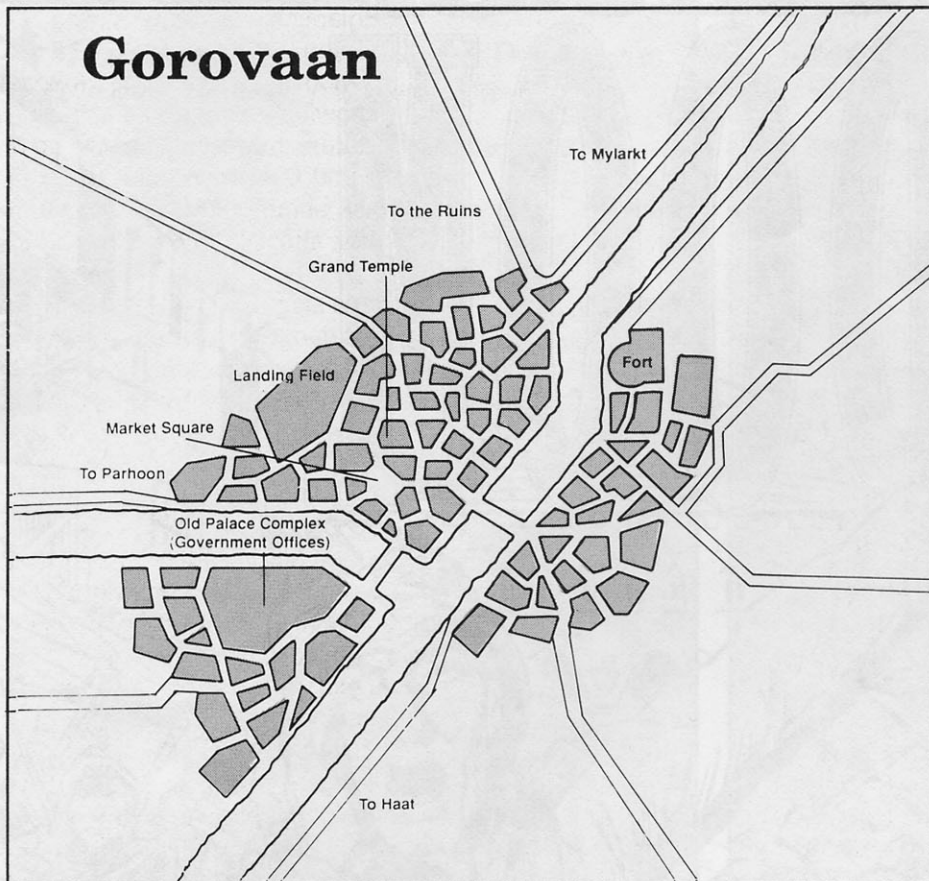 Gorovaan
To Mylarkt
To the Ruins
Grand Temple
Fort
Landing Field
Market Square
To Parhoon
Old Palace Complex
(Government Offices)
To Haat